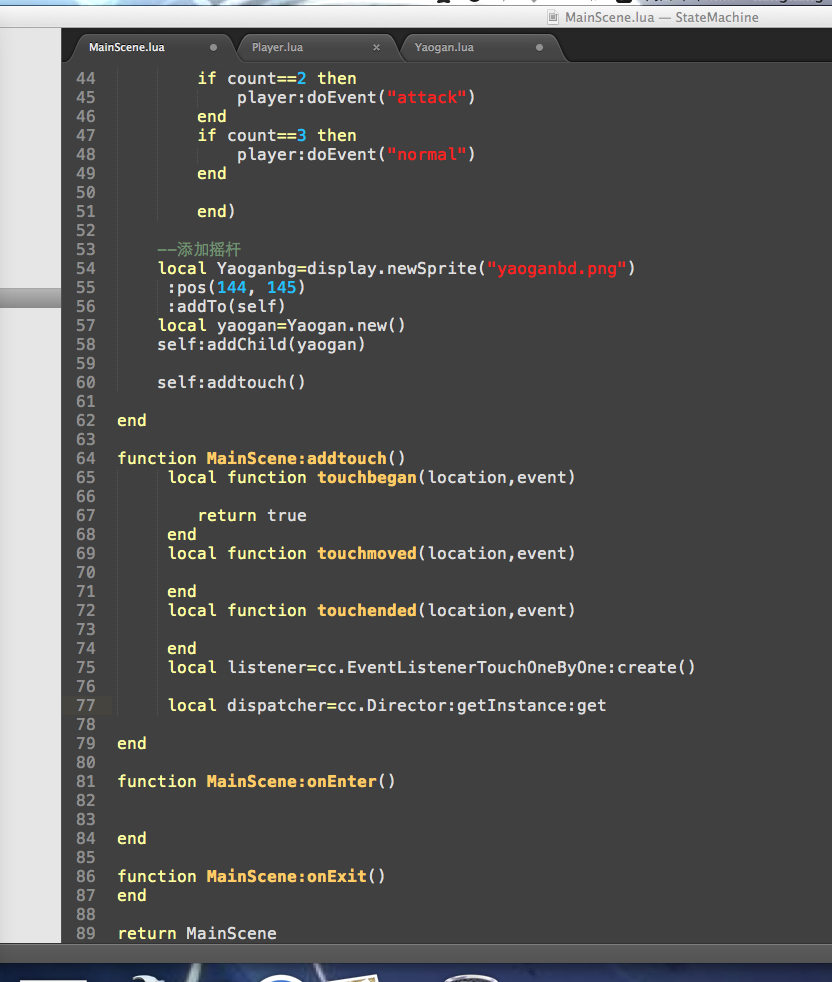 MainScene.lua — StateMachine
MainScene.lua
Player.lua
Yaogan.lua
44 if count==2 then
45 player:doEvent("attack")
46 end
47 if count==3 then
48 player:doEvent("normal")
49 end
50
51 end)
52
53 --添加摇杆
54 local Yaoganbg=display.newSprite("yaoganbd.png")
55 :pos(144, 145)
56 :addTo(self)
57 local yaogan=Yaogan.new()
58 self:addChild(yaogan)
59
60 self:addtouch()
61
62 end
63
64 function MainScene:addtouch()
65 local function touchbegan(location,event)
66
67 return true
68 end
69 local function touchmoved(location,event)
70
71 end
72 local function touchended(location,event)
73
74 end
75 local listener=cc.EventListenerTouchOneByOne:create()
76
77 local dispatcher=cc.Director:getInstance:get
78
79 end
80
81 function MainScene:onEnter()
82
83
84 end
85
86 function MainScene:onExit()
87 end
88
89 return MainScene